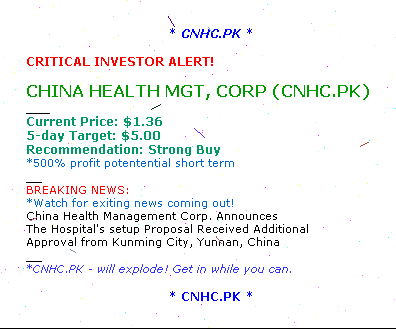 * CNHC.PK *
CRITICAL INVESTOR ALERT!
CHINA HEALTH MGT, CORP (CNHC.PK)
Current Price: $1.36
5-day Target: $5.00
Recommendation: Strong Buy
*500% profit potentential short term
BREAKING NEWS:
*Watch for exiting news coming out!
China Health Management Corp. Announces
The Hospital's setup Proposal Received Additional
Approval from Kunming City, Yunnan, China
*CNHC.PK - will explode! Get in while you can.
* CNHC.PK *